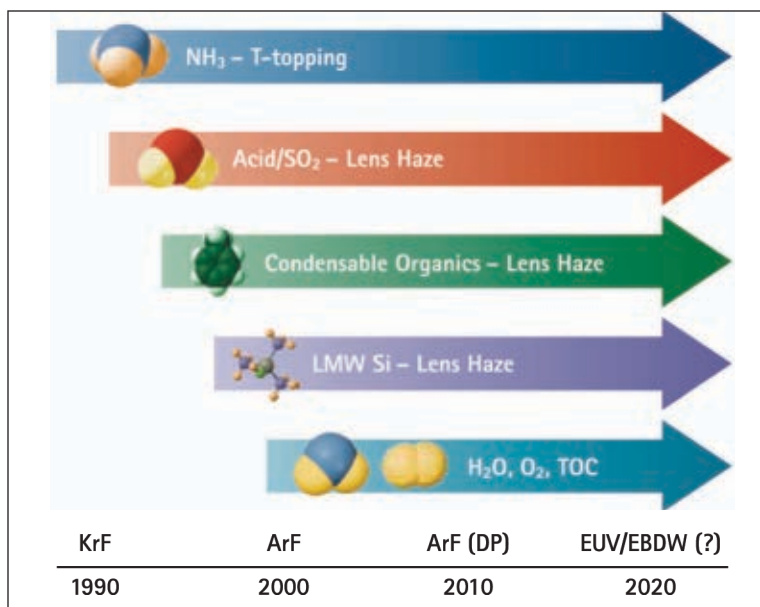 NH₃ – T-topping
Acid/SO₂ – Lens Haze
Condensable Organics – Lens Haze
LMW Si – Lens Haze
H₂O, O₂, TOC
KrF ArF ArF (DP) EUV/EBDW (?)
1990 2000 2010 2020